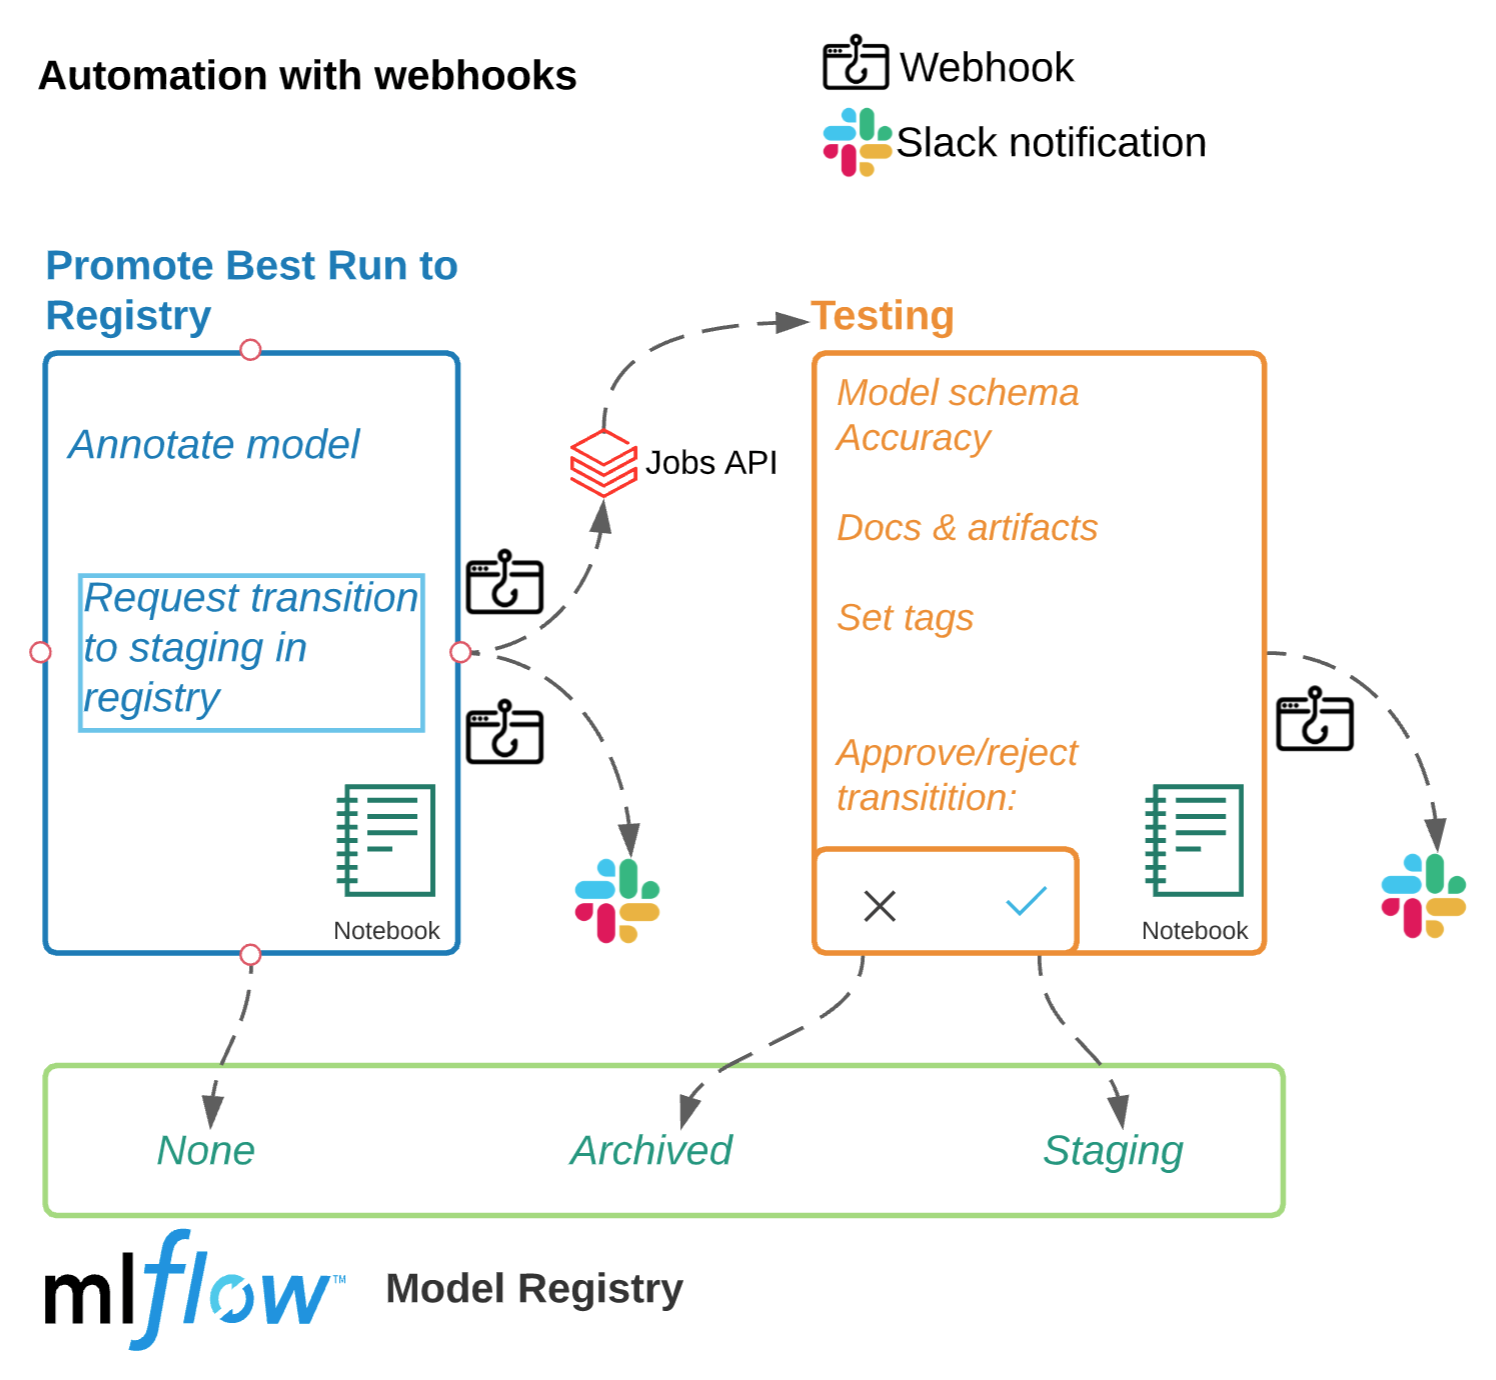 Automation with webhooks
Webhook
Slack notification
Promote Best Run to
Registry
Annotate model
Request transition
to staging in
registry
Notebook
Jobs API
Testing
Model schema
Accuracy
Docs & artifacts
Set tags
Approve/reject
transitition:
Notebook
None
Archived
Staging
mlflow™
Model Registry